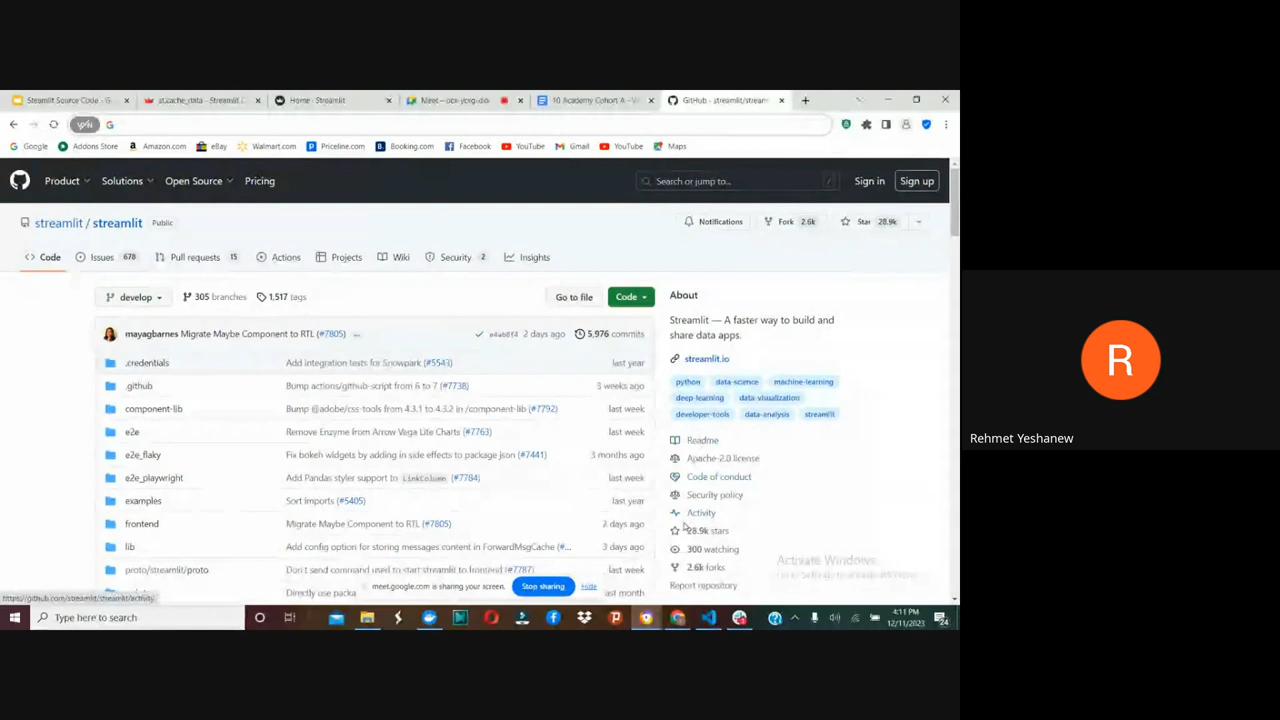 Streamlit Source Code - G
st.cache_data - Streamlit
Home · Streamlit
Meet –
10 Academy Cohort A -
GitHub - streamlit/stream
Google
Addons Store
Amazon.com
eBay
Walmart.com
Priceline.com
Booking.com
Facebook
YouTube
Gmail
YouTube
Maps
Product
Solutions
Open Source
Pricing
Search or jump to...
/
Sign in
Sign up
streamlit / streamlit
Public
Notifications
Fork 2.6k
Star 28.9k
Code
Issues 678
Pull requests 15
Actions
Projects
Wiki
Security 2
Insights
develop
305 branches
1,517 tags
Go to file
Code
mayagbarnes Migrate Maybe Component to RTL (#7805) ...
2 days ago
5,976 commits
.credentials Add integration tests for Snowpark (#5543) last year
.github Bump actions/github-script from 6 to 7 (#7738) 3 weeks ago
component-lib Bump @adobe/css-tools from 4.3.1 to 4.3.2 in /component-lib (#7792) last week
e2e Remove Enzyme from Arrow Vega Lite Charts (#7763) last week
e2e_flaky Fix bokeh widgets by adding in side effects to package json (#7441) 3 months ago
e2e_playwright Add Pandas styler support to LinkColumn (#7784) last week
examples Sort imports (#5405) last year
frontend Migrate Maybe Component to RTL (#7805) 2 days ago
lib Add config option for storing messages content in ForwardMsgCache (#... 3 days ago
proto/streamlit/proto Don't send command used to start streamlit to frontend (#7787) last week
Directly use packa last month
About
Streamlit — A faster way to build and
share data apps.
streamlit.io
python data-science machine-learning
deep-learning data-visualization
developer-tools data-analysis streamlit
Readme
Apache-2.0 license
Code of conduct
Security policy
Activity
28.9k stars
300 watching
2.6k forks
Report repository
Activate Windows
meet.google.com is sharing your screen.
Stop sharing
Hide
https://github.com/streamlit/streamlit/activity
Type here to search
4:11 PM
12/11/2023
24
R
Rehmet Yeshanew